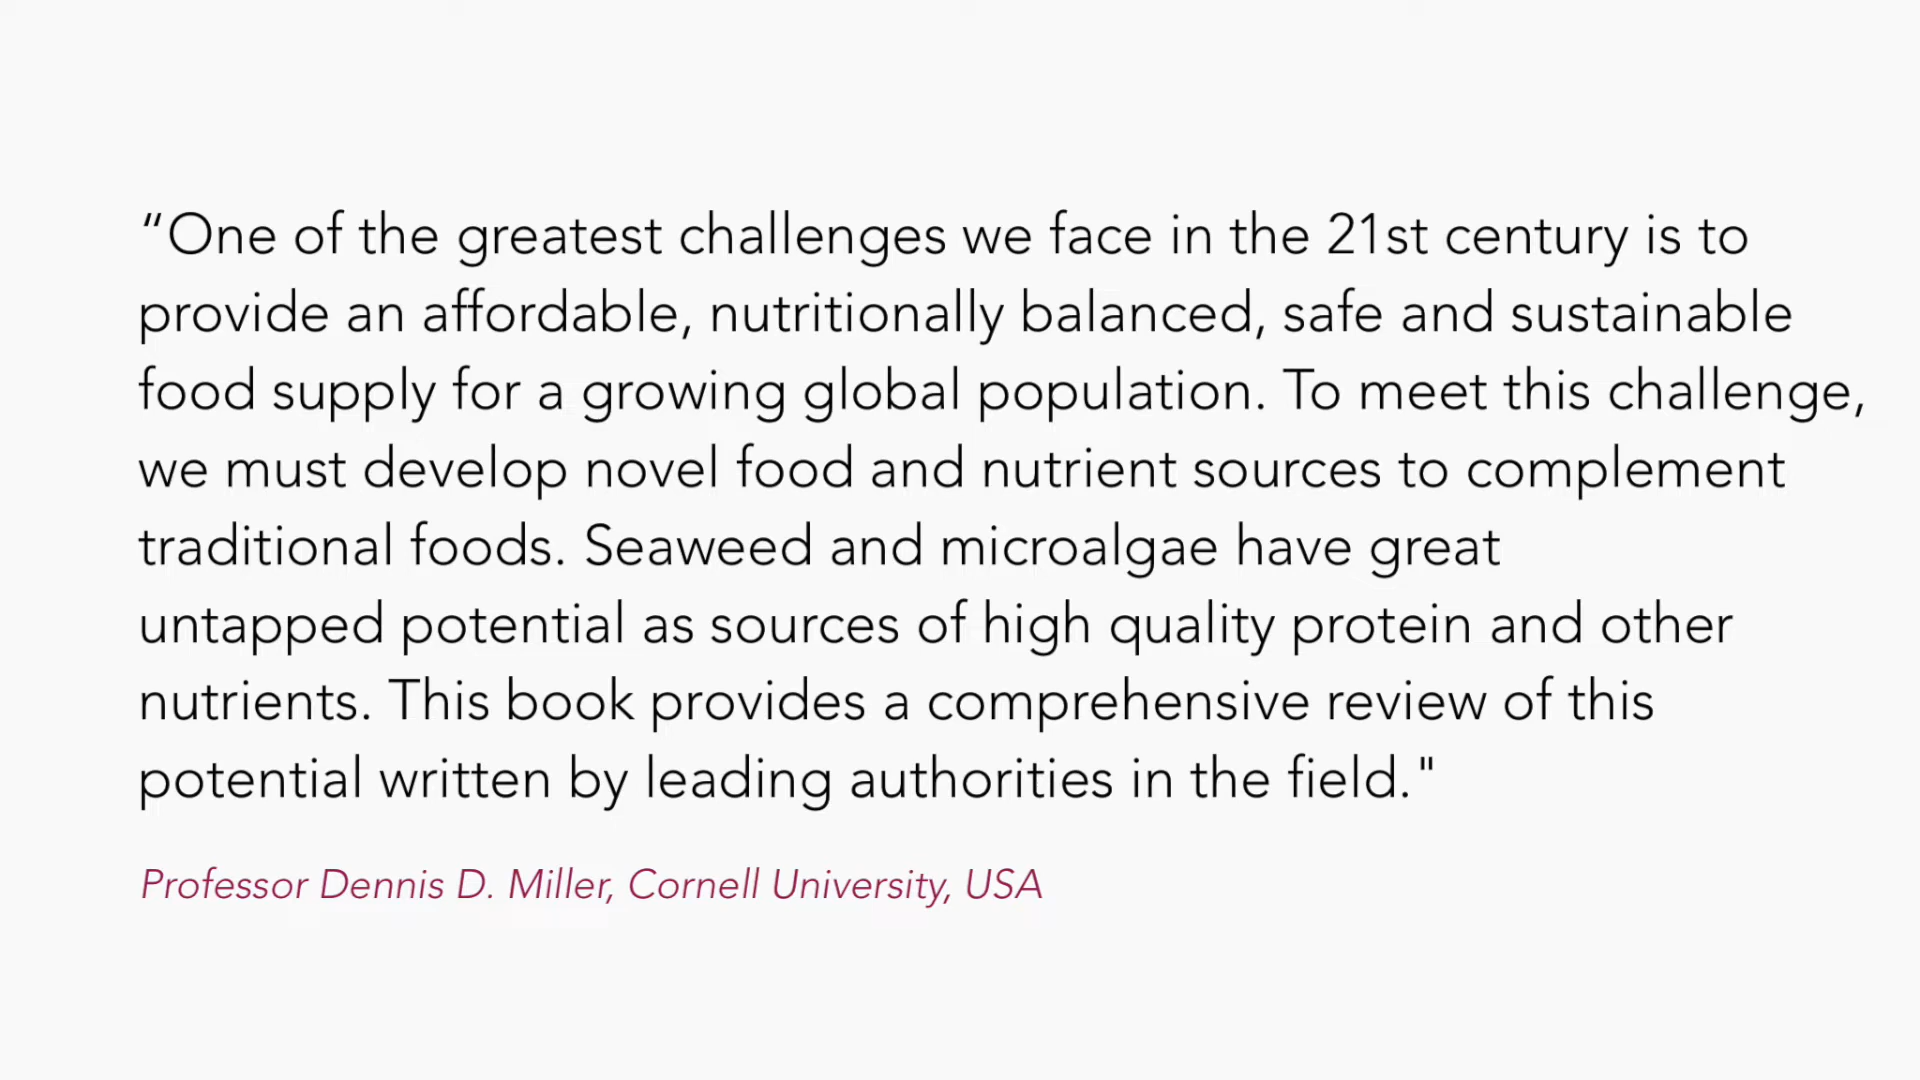 “One of the greatest challenges we face in the 21st century is to
provide an affordable, nutritionally balanced, safe and sustainable
food supply for a growing global population. To meet this challenge,
we must develop novel food and nutrient sources to complement
traditional foods. Seaweed and microalgae have great
untapped potential as sources of high quality protein and other
nutrients. This book provides a comprehensive review of this
potential written by leading authorities in the field."
Professor Dennis D. Miller, Cornell University, USA